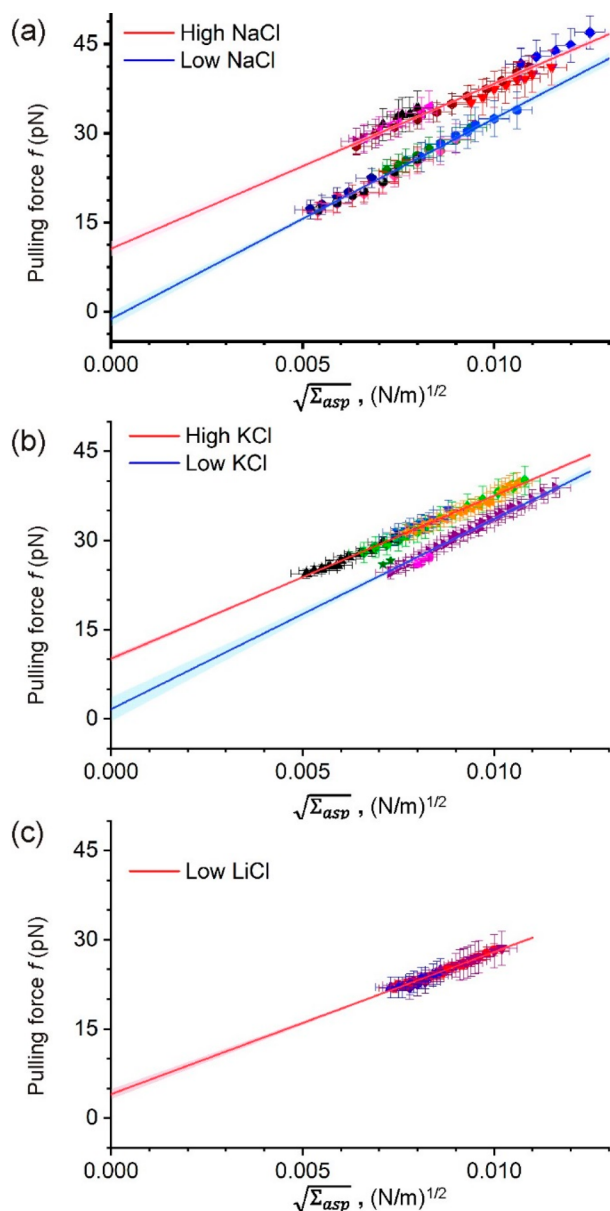 (a)
High NaCl
Low NaCl
45
30
15
0
Pulling force f (pN)
0.000
0.005
0.010
√Σasp , (N/m)1/2
(b)
High KCl
Low KCl
45
30
15
0
Pulling force f (pN)
0.000
0.005
0.010
√Σasp , (N/m)1/2
(c)
Low LiCl
45
30
15
0
Pulling force f (pN)
0.000
0.005
0.010
√Σasp , (N/m)1/2